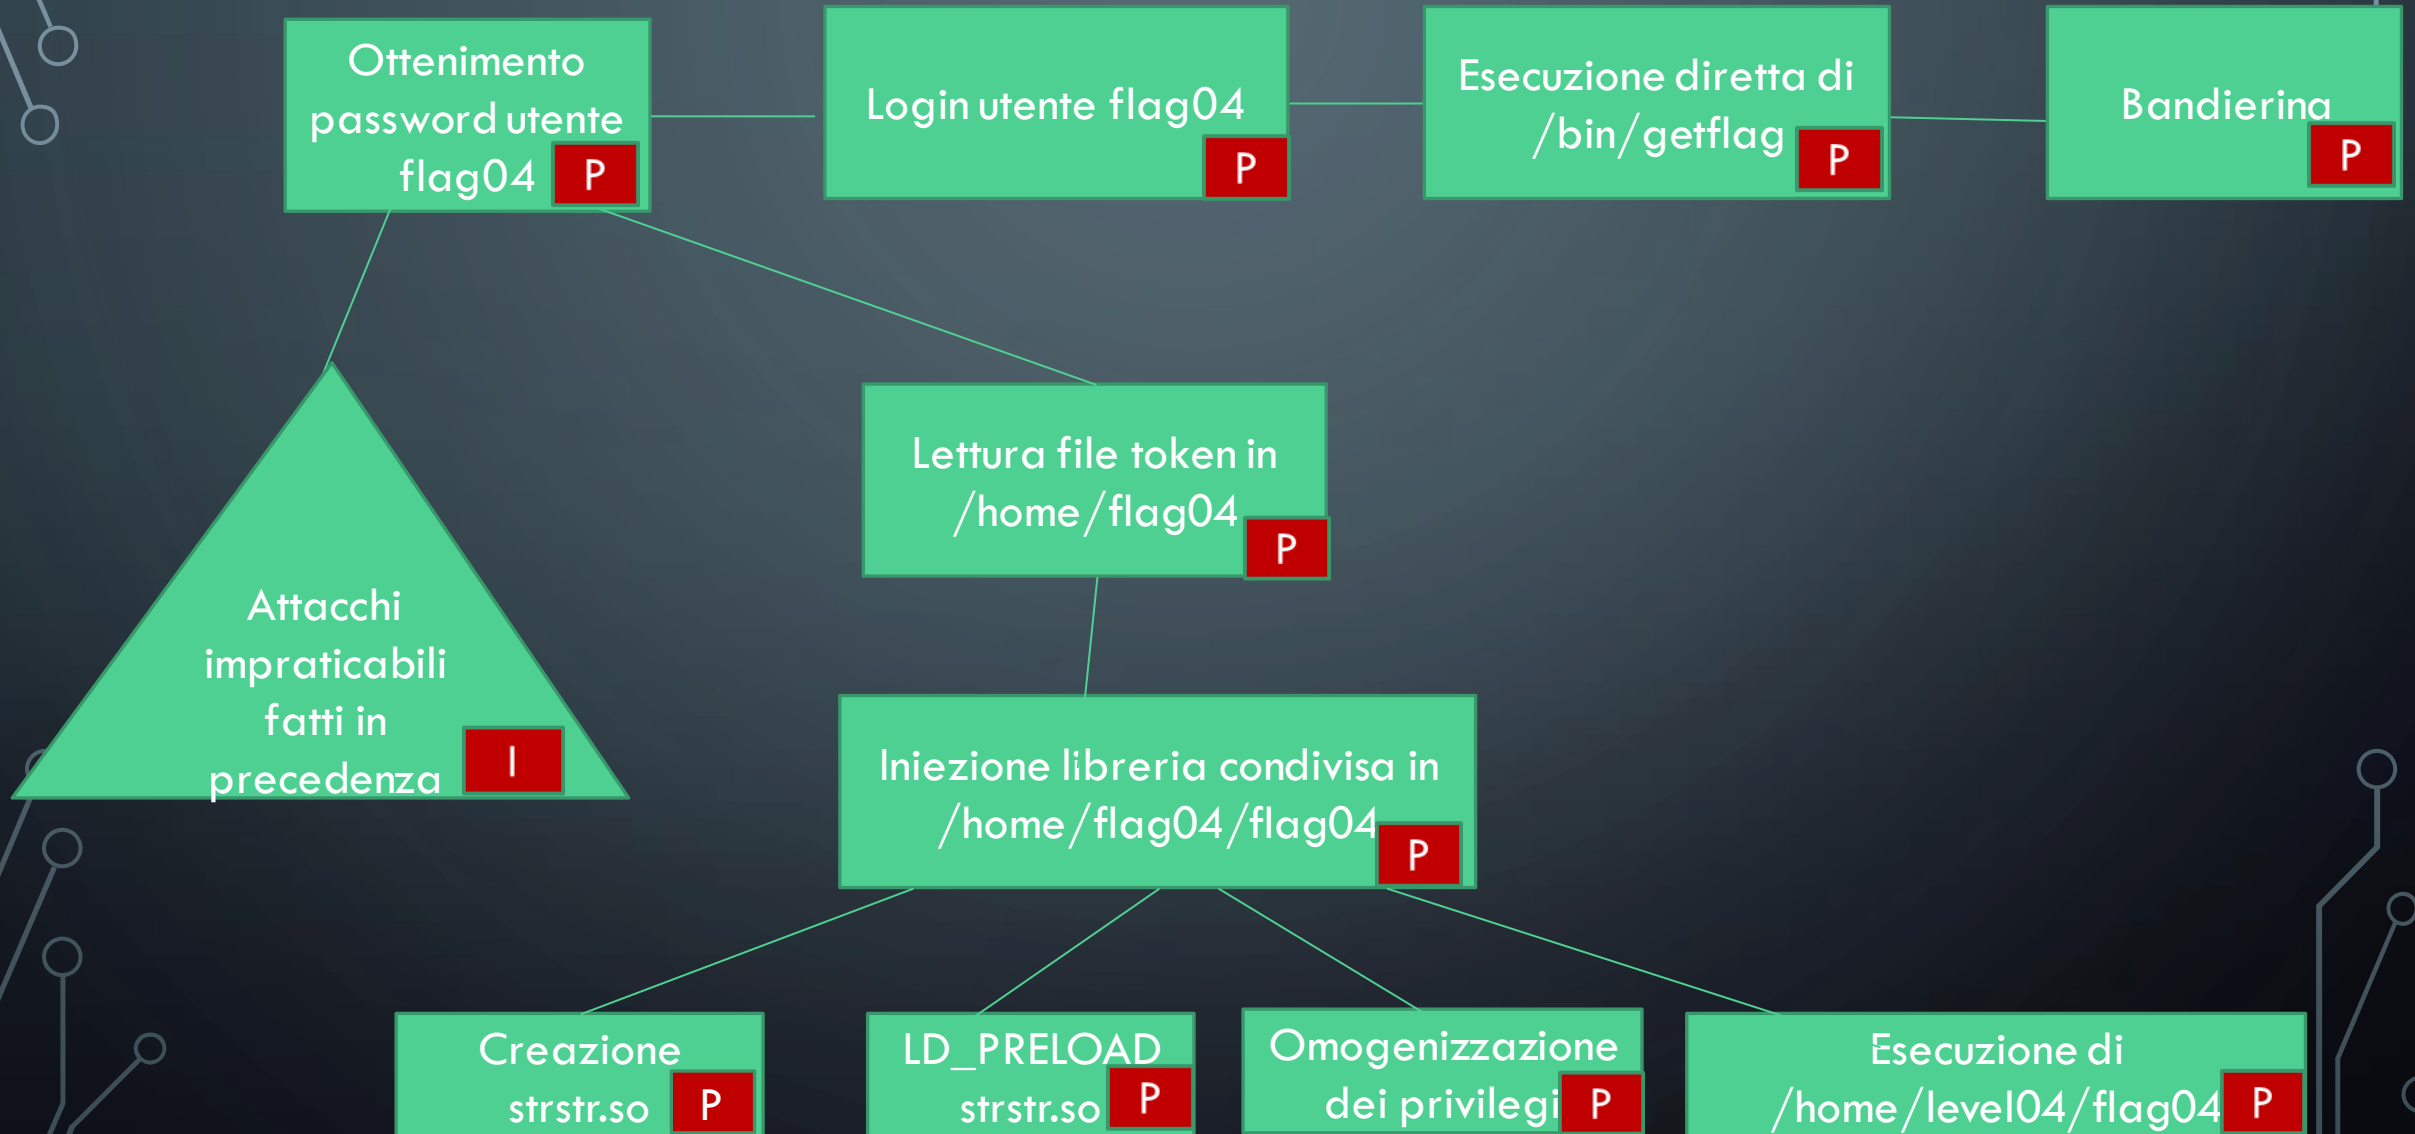 Ottenimento
password utente
flag04
P
Login utente flag04
P
Esecuzione diretta di
/bin/getflag
P
Bandierina
P
Attacchi
impraticabili
fatti in
precedenza
I
Lettura file token in
/home/flag04
P
Iniezione libreria condivisa in
/home/flag04/flag04
P
Creazione
strstr.so
P
LD_PRELOAD
strstr.so
P
Omogenizzazione
dei privilegi
P
Esecuzione di
/home/level04/flag04
P